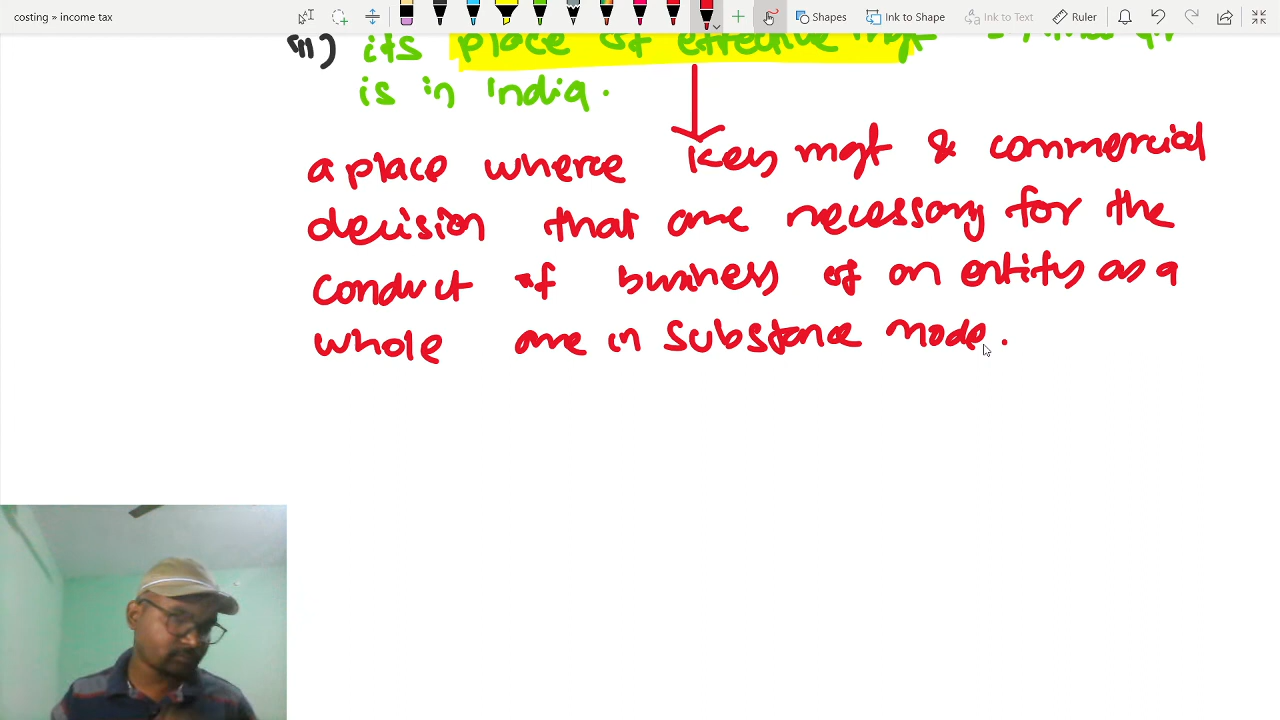 costing » income tax
Shapes Ink to Shape Ink to Text Ruler
(ii) its place of effective mgt
is in India.
a place where key mgt & commercial
decision that are necessary for the
conduct of business of an entity as a
whole are in substance made.